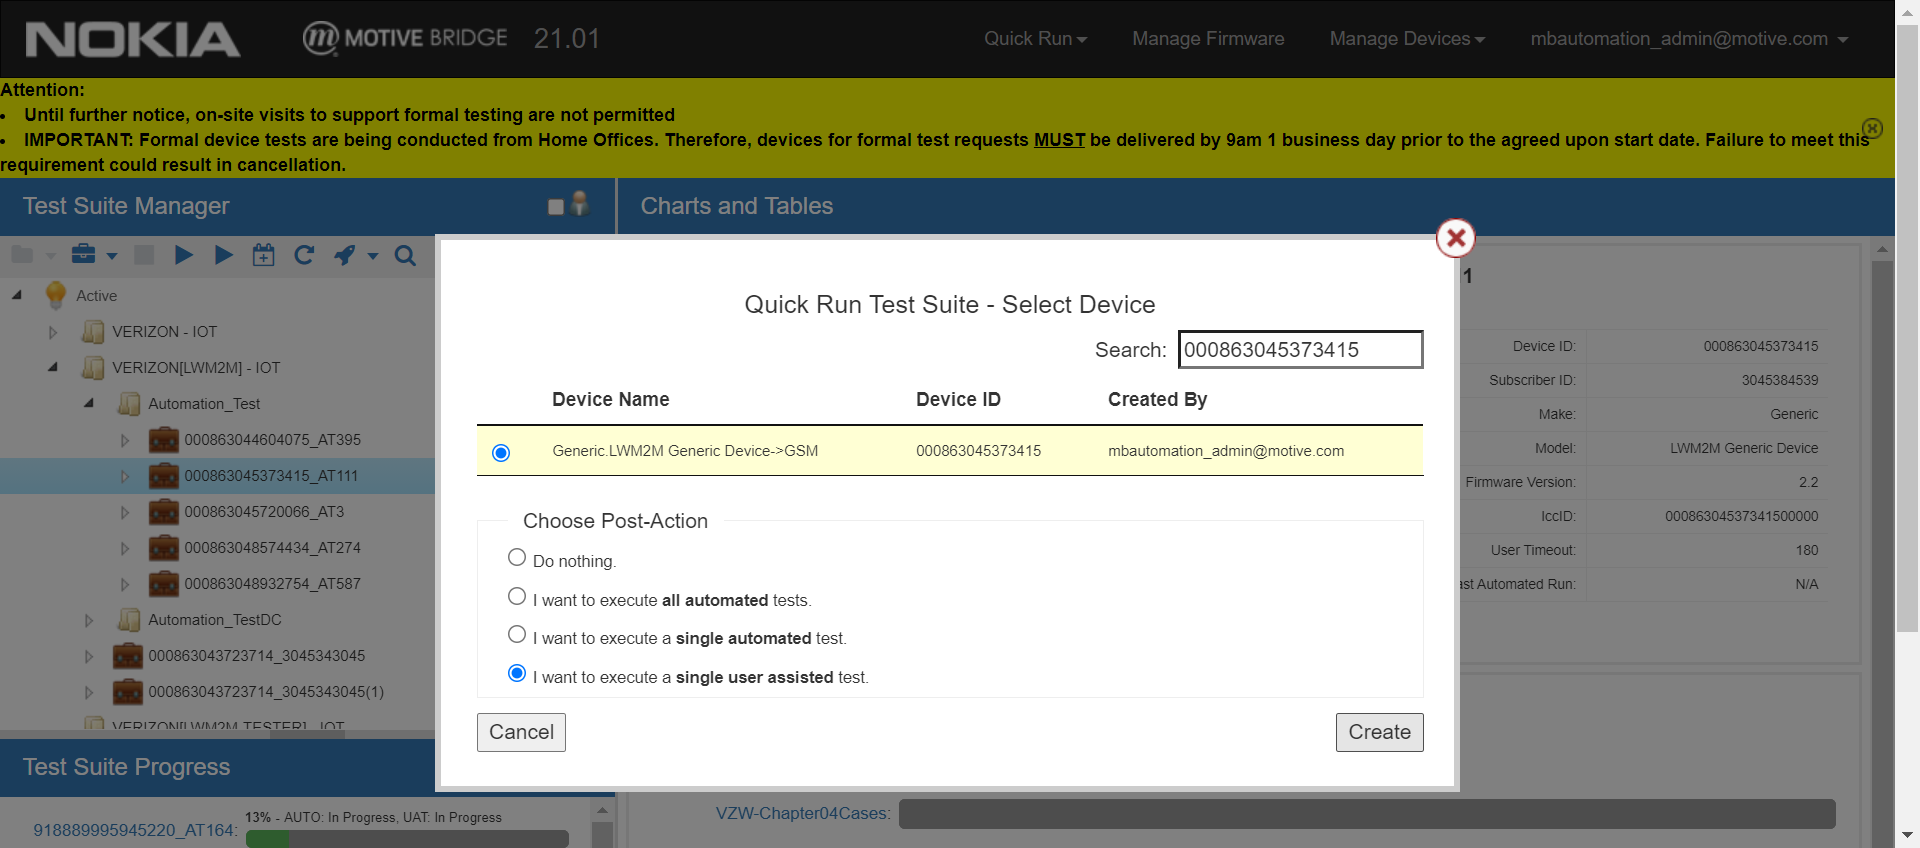 NOKIA MOTIVE BRIDGE 21.01 Quick Run Manage Firmware Manage Devices mbautomation_admin@motive.com
Attention:
• Until further notice, on-site visits to support formal testing are not permitted
• IMPORTANT: Formal device tests are being conducted from Home Offices. Therefore, devices for formal test requests MUST be delivered by 9am 1 business day prior to the agreed upon start date. Failure to meet this
requirement could result in cancellation.
Test Suite Manager
Charts and Tables
Active
VERIZON - IOT
VERIZON[LWM2M] - IOT
Automation_Test
000863044604075_AT395
000863045373415_AT111
000863045720066_AT3
000863048574434_AT274
000863048932754_AT587
Automation_TestDC
000863043723714_3045343045
000863043723714_3045343045(1)
VERIZON[LWM2M TESTER] - IOT
Test Suite Progress
918889995945220_AT164:
13% - AUTO: In Progress, UAT: In Progress
Quick Run Test Suite - Select Device
Search: 000863045373415
Device Name Device ID Created By
Generic.LWM2M Generic Device->GSM 000863045373415 mbautomation_admin@motive.com
Choose Post-Action
Do nothing.
I want to execute all automated tests.
I want to execute a single automated test.
I want to execute a single user assisted test.
Cancel Create
1
Device ID: 000863045373415
Subscriber ID: 3045384539
Make: Generic
Model: LWM2M Generic Device
Firmware Version: 2.2
IccID: 00086304537341500000
User Timeout: 180
ast Automated Run: N/A
VZW-Chapter04Cases: